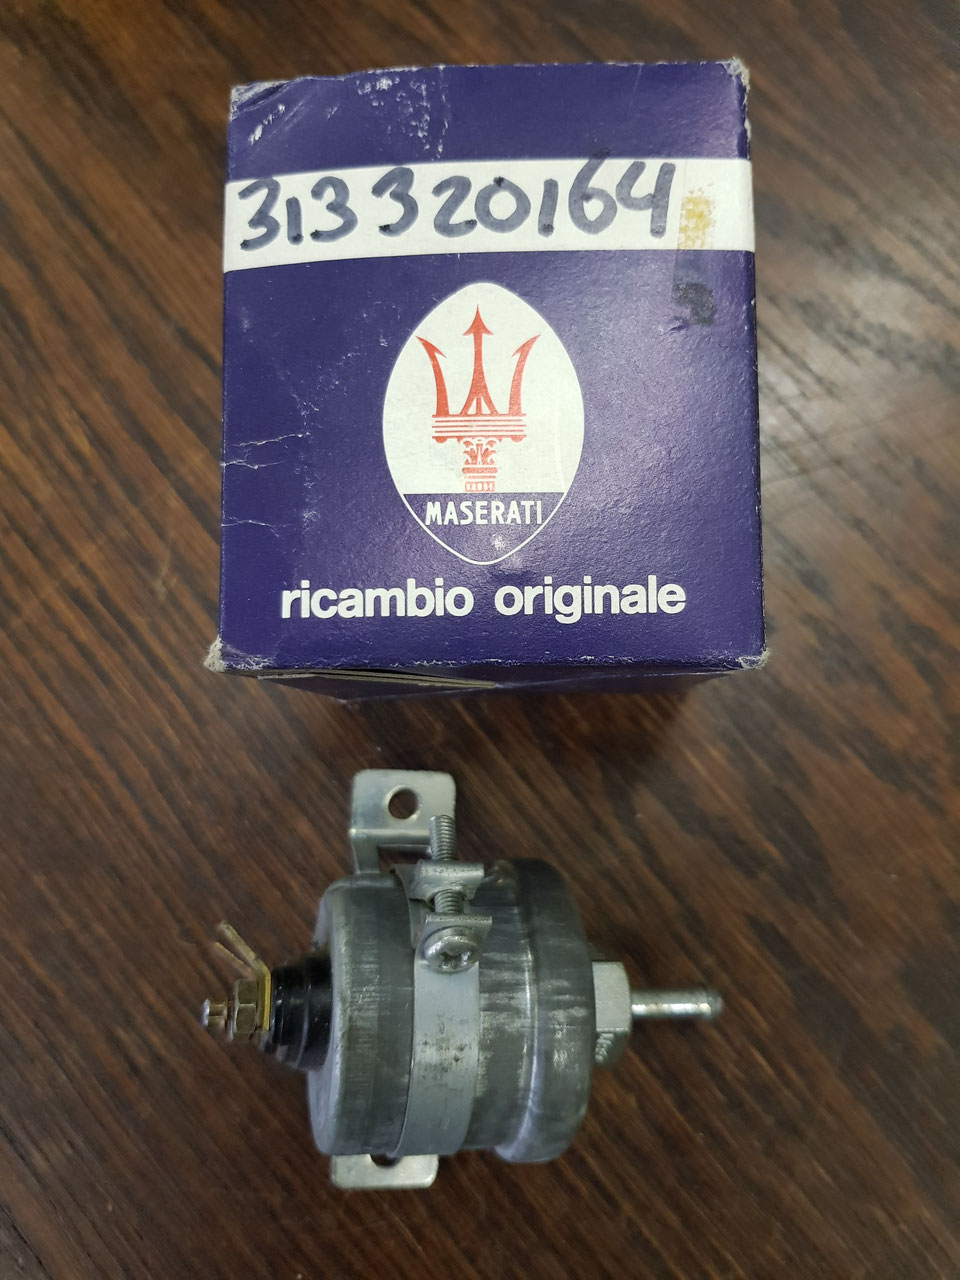 313320164
MASERATI
ricambio originale